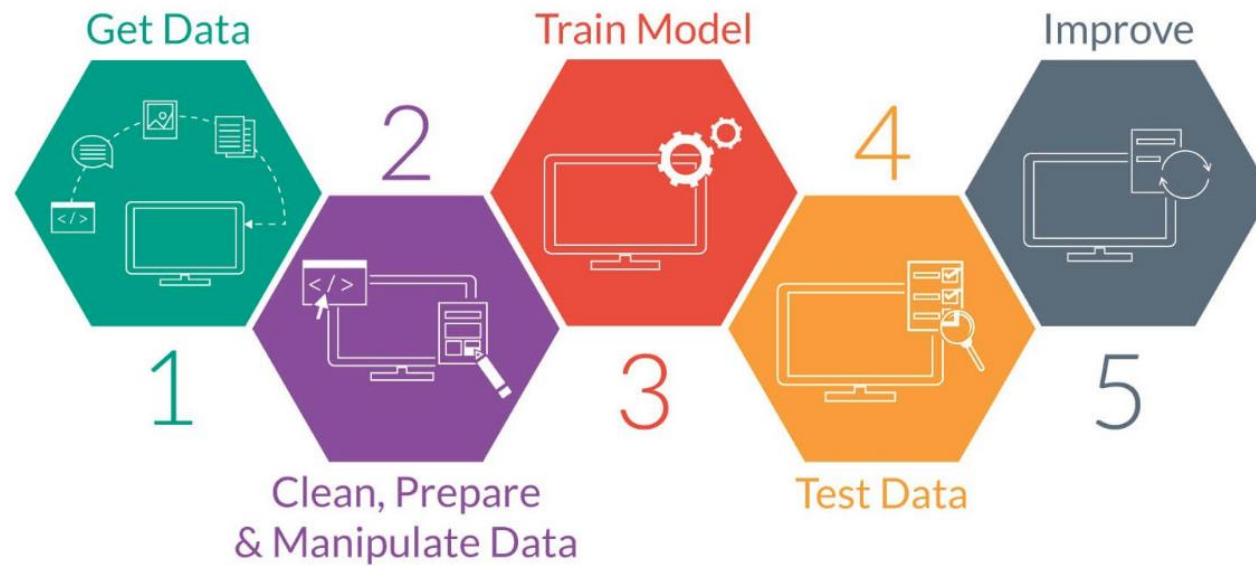 Get Data
1
2
Clean, Prepare
& Manipulate Data
Train Model
3
4
Test Data
Improve
5
</>
</>